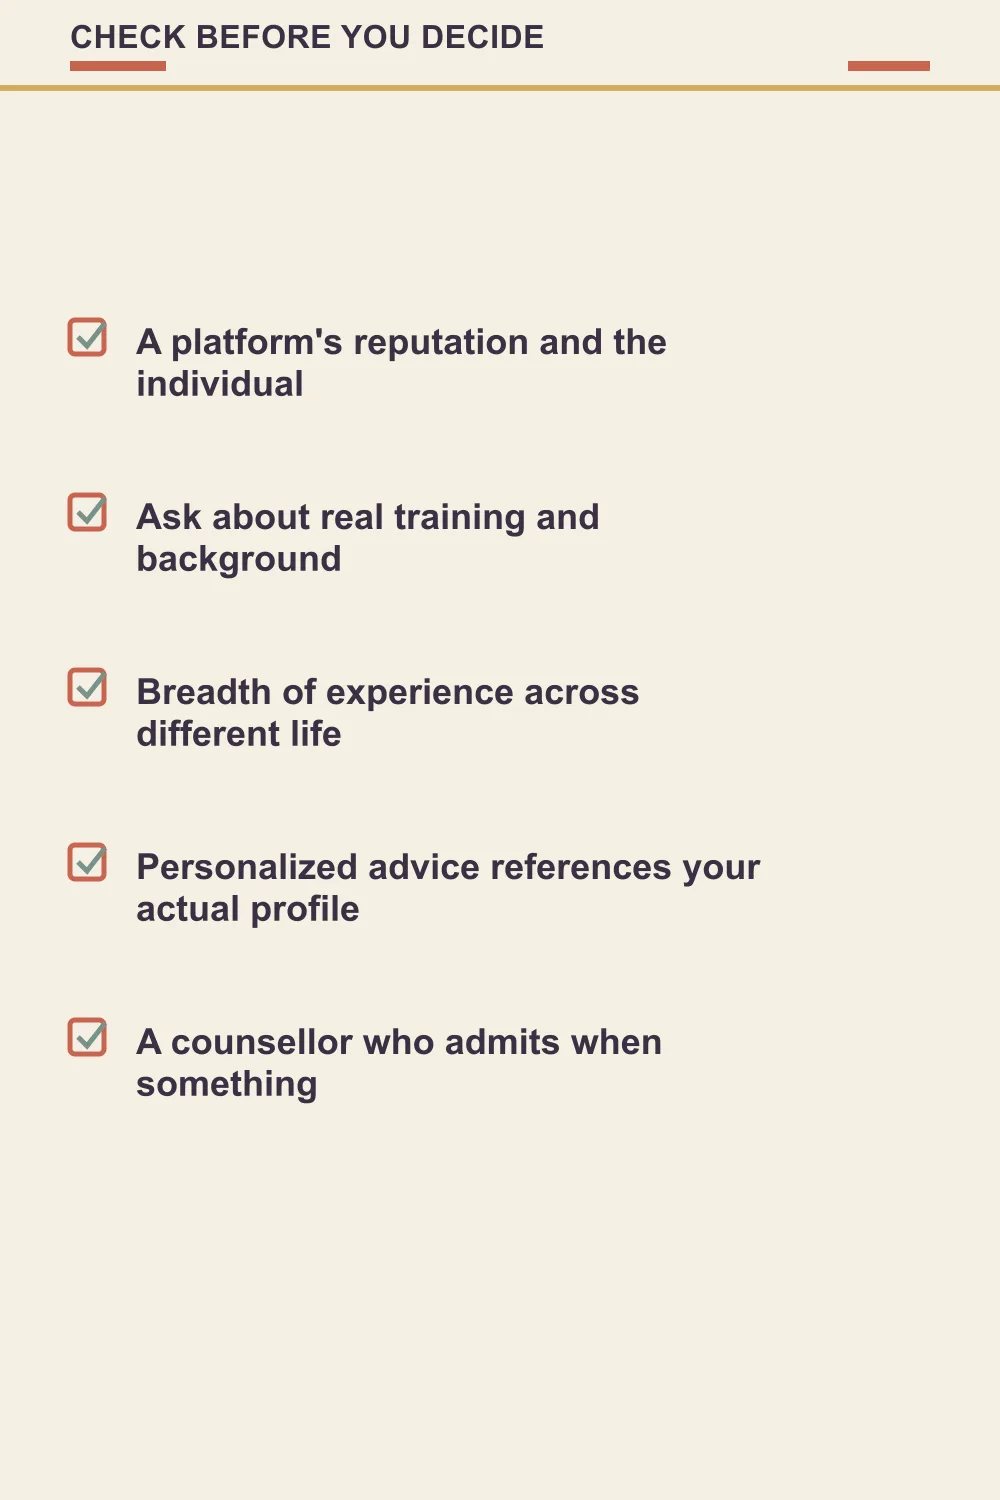 CHECK BEFORE YOU DECIDE
A platform's reputation and the
individual
Ask about real training and
background
Breadth of experience across
different life
Personalized advice references your
actual profile
A counsellor who admits when
something